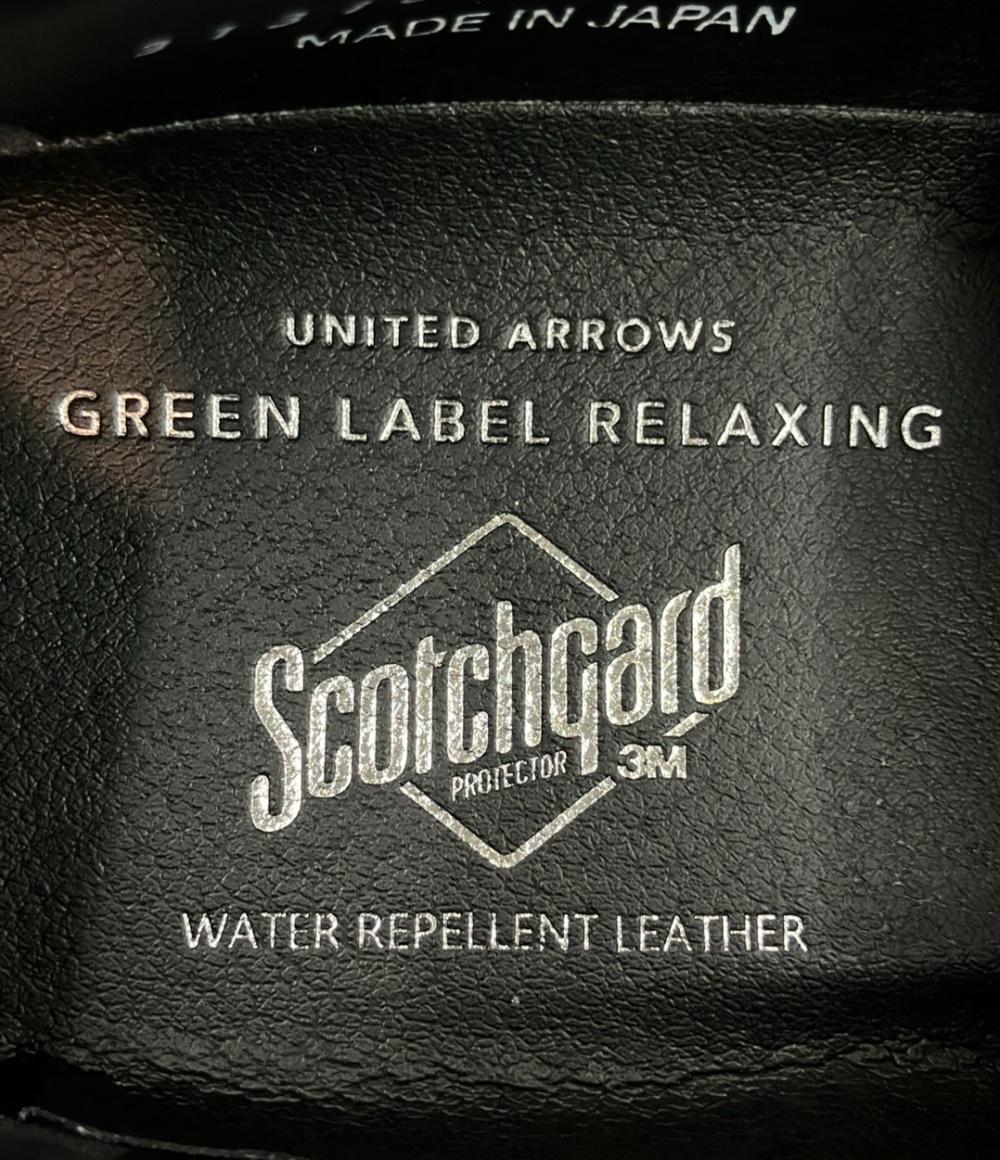 MADE IN JAPAN
UNITED ARROWS
GREEN LABEL RELAXING
Scotchgard
PROTECTOR 3M
WATER REPELLENT LEATHER